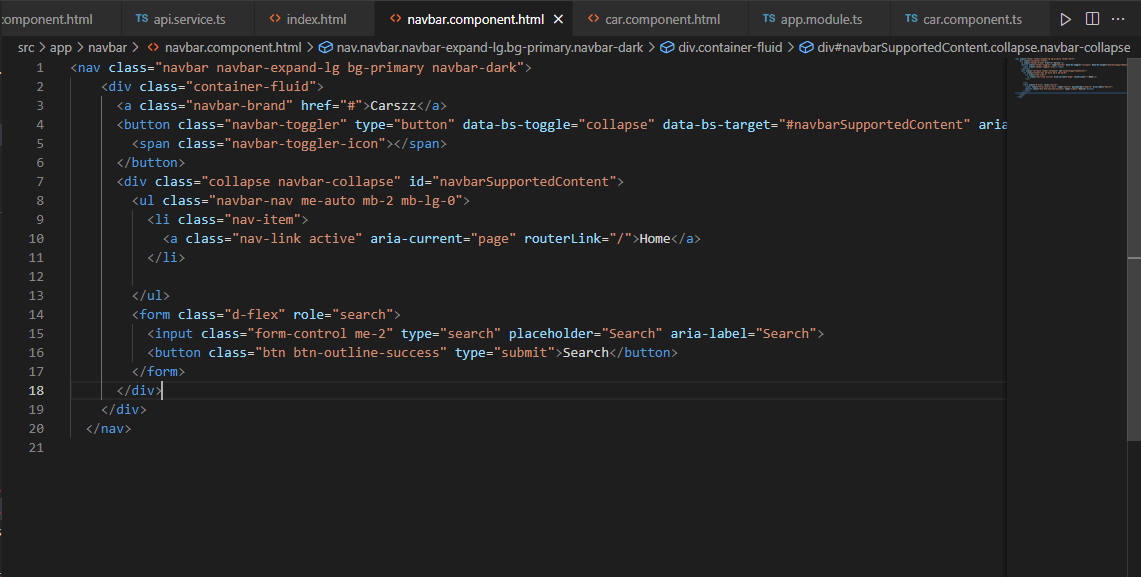 component.html TS api.service.ts <> index.html <> navbar.component.html × <> car.component.html TS app.module.ts TS car.component.ts ···
src > app > navbar > <> navbar.component.html > nav.navbar.navbar-expand-lg.bg-primary.navbar-dark > div.container-fluid > div#navbarSupportedContent.collapse.navbar-collapse
1 <nav class="navbar navbar-expand-lg bg-primary navbar-dark">
2 <div class="container-fluid">
3 <a class="navbar-brand" href="#">Carszz</a>
4 <button class="navbar-toggler" type="button" data-bs-toggle="collapse" data-bs-target="#navbarSupportedContent" aria
5 <span class="navbar-toggler-icon"></span>
6 </button>
7 <div class="collapse navbar-collapse" id="navbarSupportedContent">
8 <ul class="navbar-nav me-auto mb-2 mb-lg-0">
9 <li class="nav-item">
10 <a class="nav-link active" aria-current="page" routerLink="/">Home</a>
11 </li>
12
13 </ul>
14 <form class="d-flex" role="search">
15 <input class="form-control me-2" type="search" placeholder="Search" aria-label="Search">
16 <button class="btn btn-outline-success" type="submit">Search</button>
17 </form>
18 </div>
19 </div>
20 </nav>
21